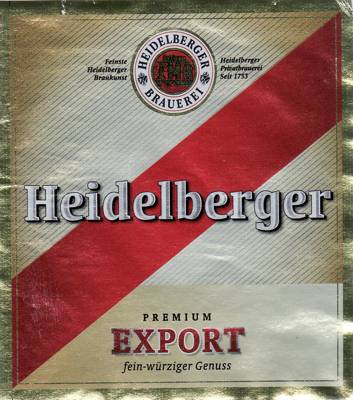 Feinste
Heidelberger
Braukunst
HEIDELBERGER
BRAUEREI
Heidelberger
Privatbrauerei
Seit 1753
Heidelberger
PREMIUM
EXPORT
fein-würziger Genuss